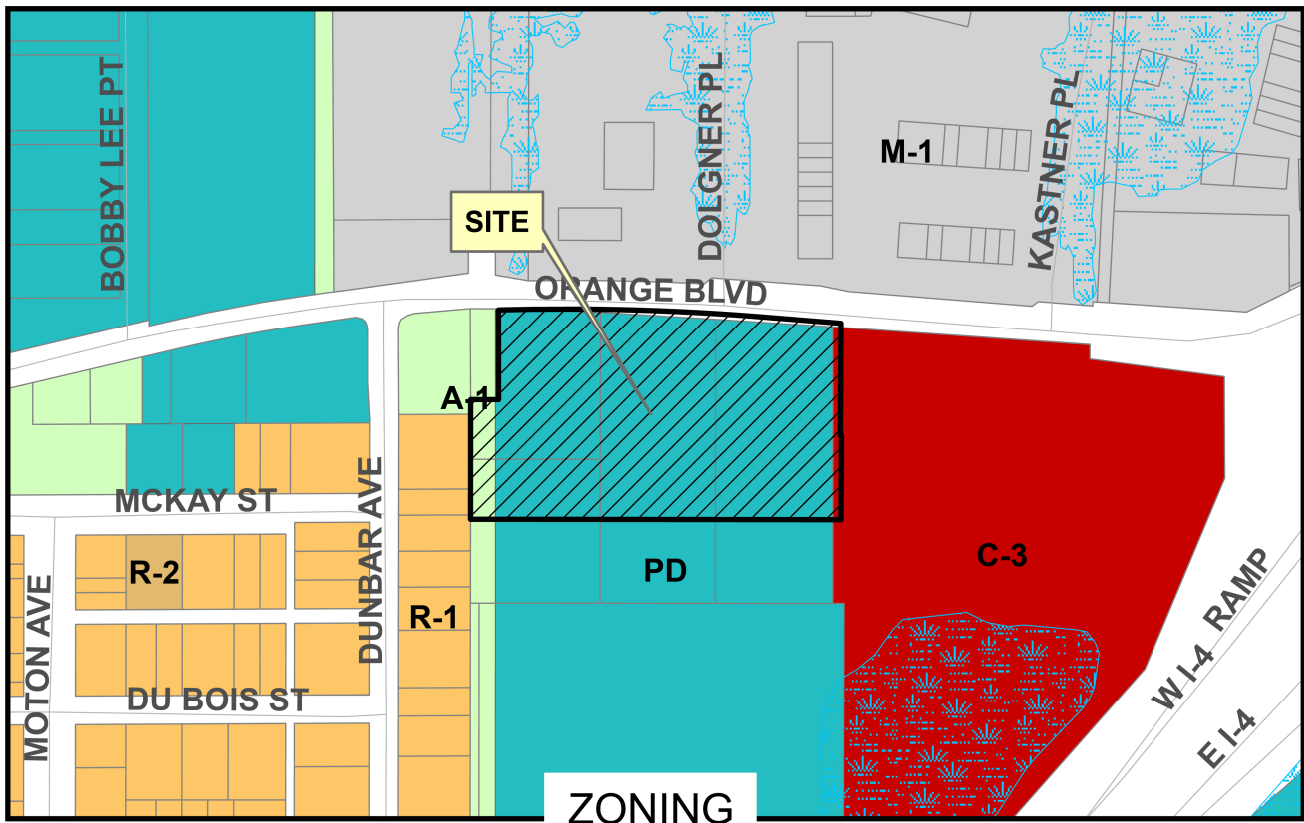 BOBBY LEE PT
DOLGNER PL
M-1
KASTNER PL
SITE
ORANGE BLVD
A-1
MCKAY ST
DUNBAR AVE
R-2
PD
C-3
MOTON AVE
R-1
W I-4 RAMP
DU BOIS ST
E I-4
ZONING